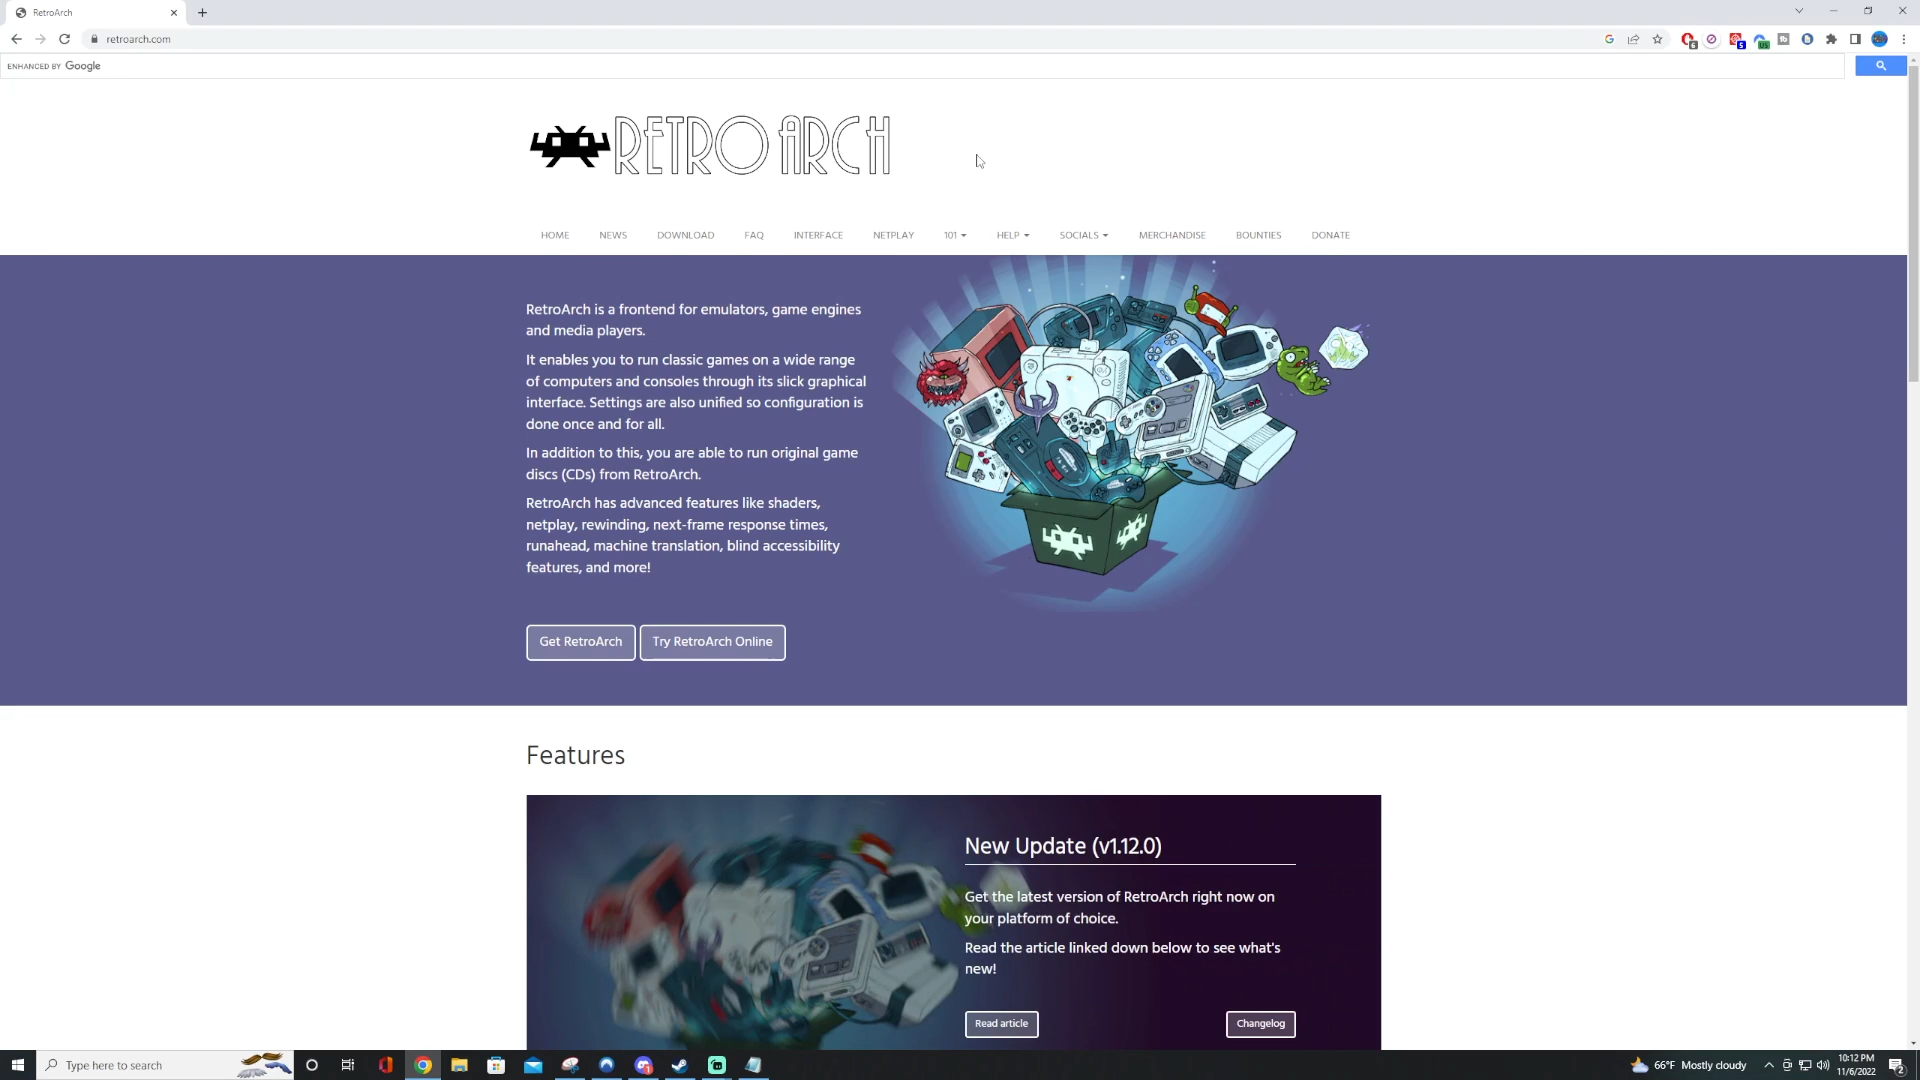 RetroArch
retroarch.com
6
5
US
ENHANCED BY Google
RETROARCH
HOME NEWS DOWNLOAD FAQ INTERFACE NETPLAY 101 HELP SOCIALS MERCHANDISE BOUNTIES DONATE
RetroArch is a frontend for emulators, game engines
and media players.
It enables you to run classic games on a wide range
of computers and consoles through its slick graphical
interface. Settings are also unified so configuration is
done once and for all.
In addition to this, you are able to run original game
discs (CDs) from RetroArch.
RetroArch has advanced features like shaders,
netplay, rewinding, next-frame response times,
runahead, machine translation, blind accessibility
features, and more!
Get RetroArch Try RetroArch Online
Features
New Update (v1.12.0)
Get the latest version of RetroArch right now on
your platform of choice.
Read the article linked down below to see what's
new!
Read article Changelog
Type here to search
66°F Mostly cloudy
10:12 PM
11/6/2022
2